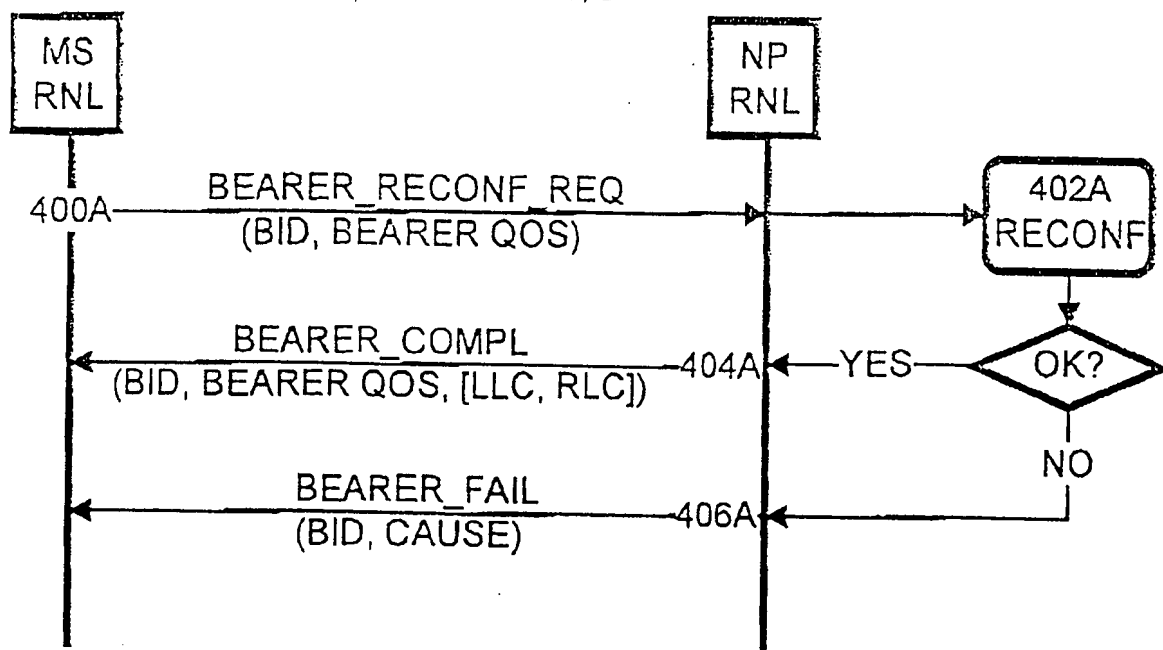 MS
RNL
NP
RNL
400A
BEARER_RECONF_REQ
(BID, BEARER QOS)
402A
RECONF
BEARER_COMPL
(BID, BEARER QOS, [LLC, RLC])
404A
YES
OK?
NO
BEARER_FAIL
(BID, CAUSE)
406A